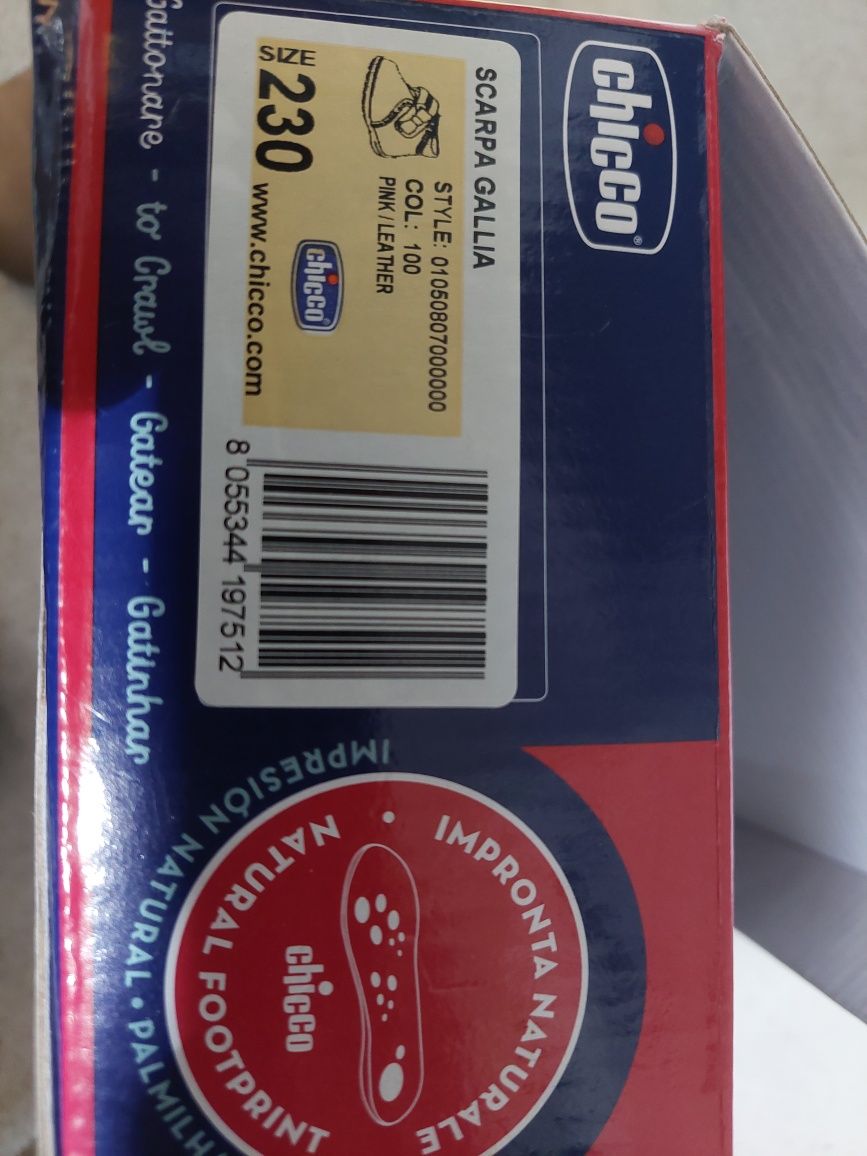 chicco®
SCARPA GALLIA
STYLE: 01050807000000
COL: 100
PINK/LEATHER
SIZE
230
chicco
www.chicco.com
8 055344 197512
Gattonare - to Crawl - Gatear - Gatinhar
IMPRESIÓN NATURAL •
IMPRONTA NATURALE
NATURAL FOOTPRINT
chicco